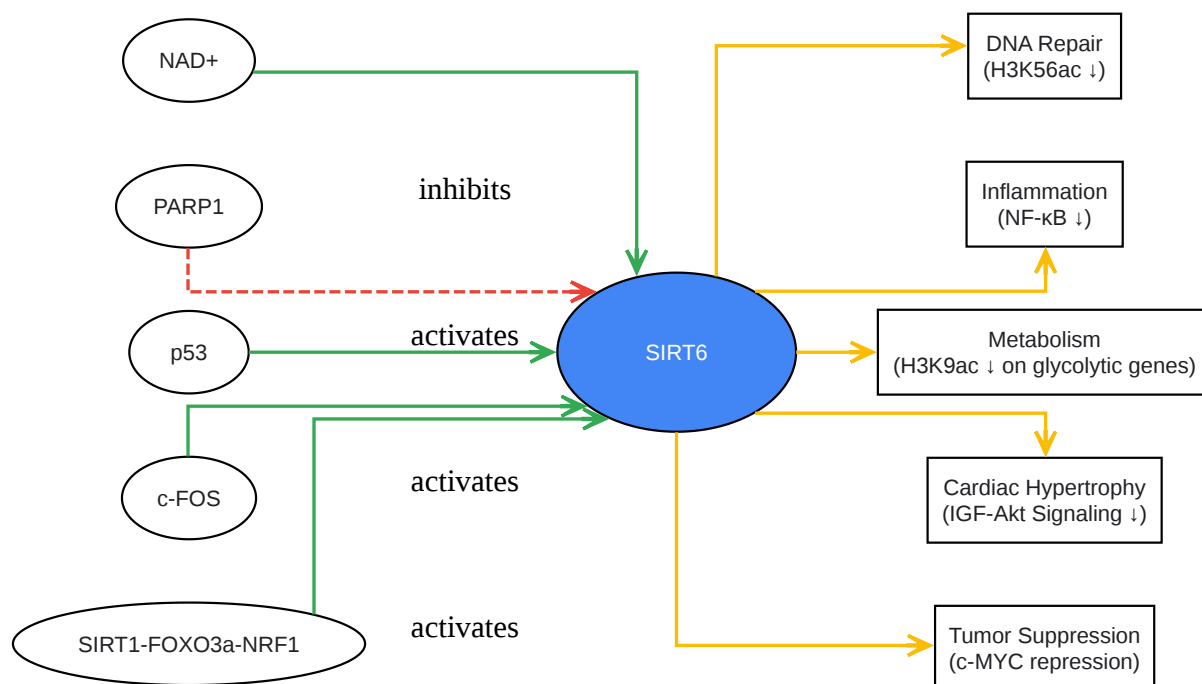 NAD+
PARP1
inhibits
p53
activates
c-FOS
activates
SIRT1-FOXO3a-NRF1
activates
SIRT6
DNA Repair
(H3K56ac ↓)
Inflammation
(NF-κB ↓)
Metabolism
(H3K9ac ↓ on glycolytic genes)
Cardiac Hypertrophy
(IGF-Akt Signaling ↓)
Tumor Suppression
(c-MYC repression)